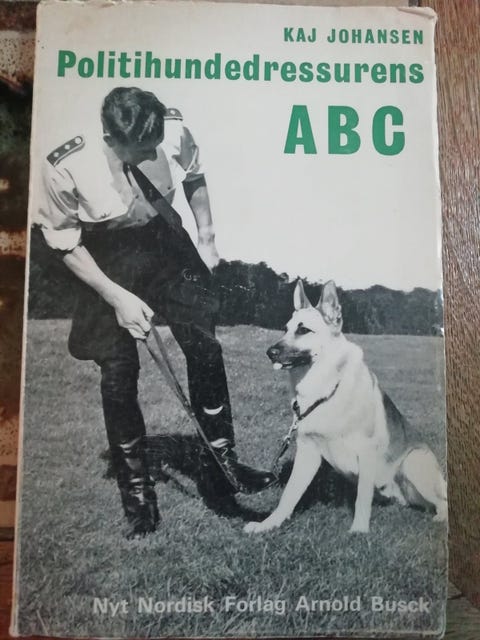 KAJ JOHANSEN
Politihundedressurens
ABC
Nyt Nordisk Forlag Arnold Busck